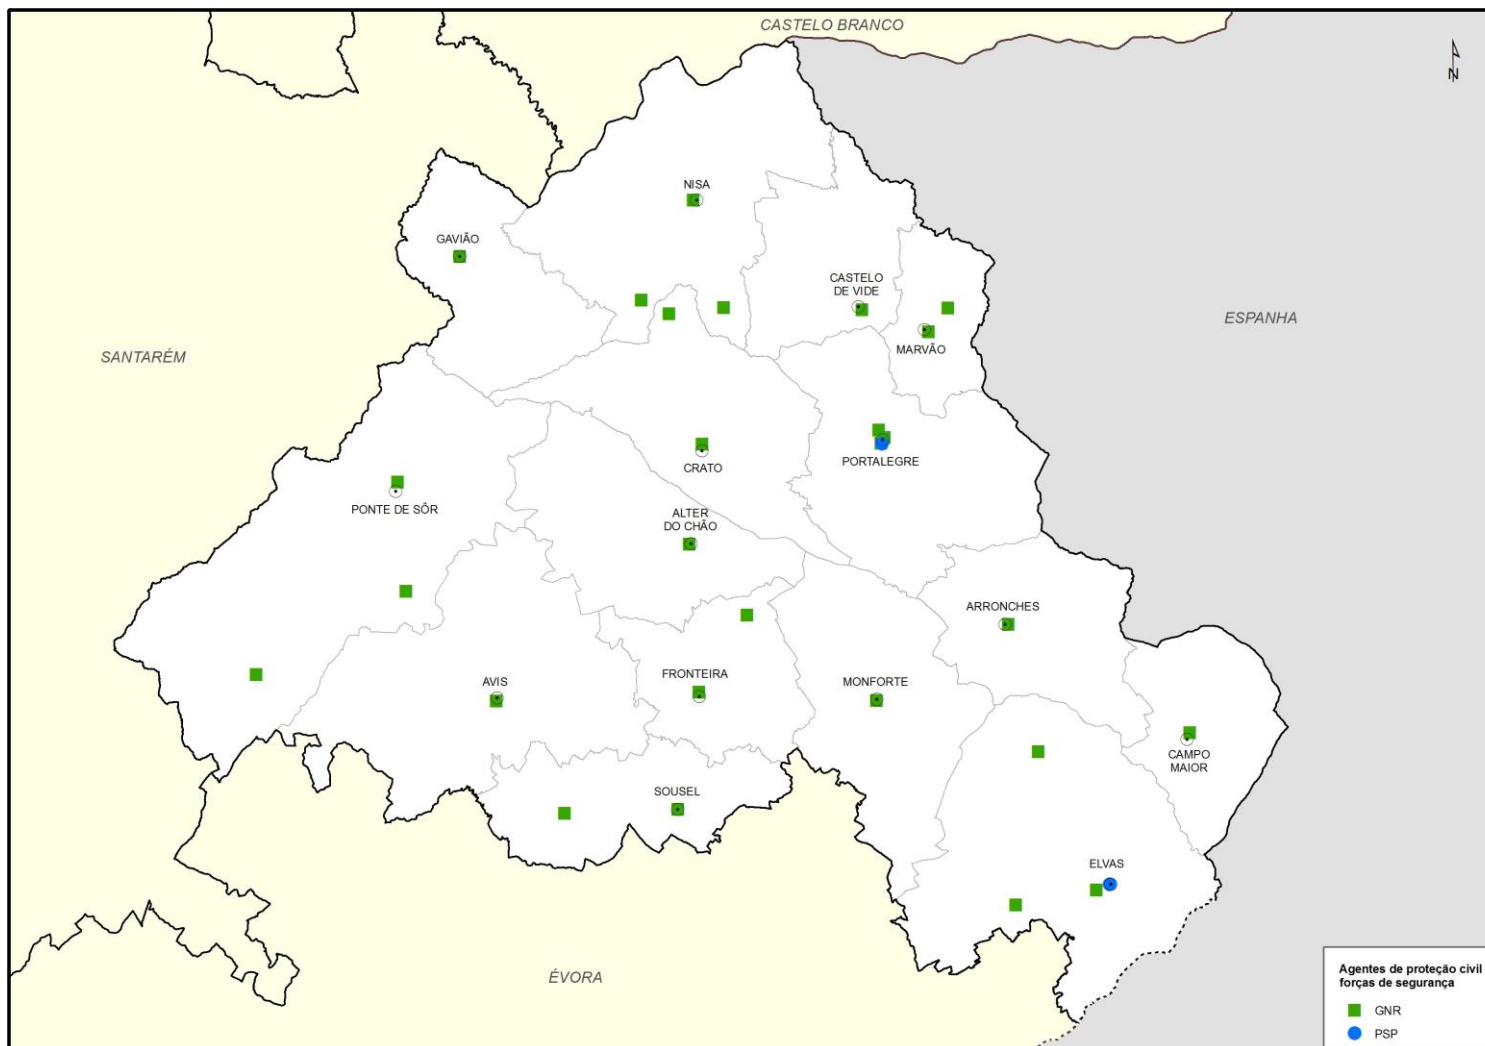 CASTELO BRANCO
N
NISA
GAVIÃO
CASTELO
DE VIDE
ESPANHA
SANTARÉM
MARVÃO
PORTALEGRE
CRATO
PONTE DE SÔR
ALTER
DO CHÃO
ARRONCHES
FRONTEIRA
AVIS
MONFORTE
CAMPO
MAIOR
SOUSEL
ELVAS
ÉVORA
Agentes de proteção civil
forças de segurança
GNR
PSP